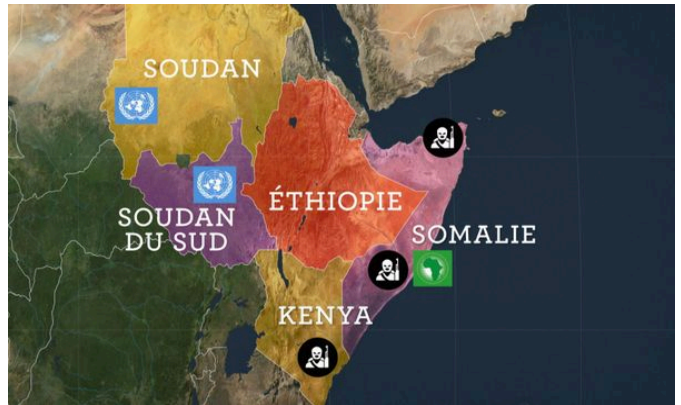 SOUDAN
ÉTHIOPIE
SOUDAN
DU SUD
SOMALIE
KENYA